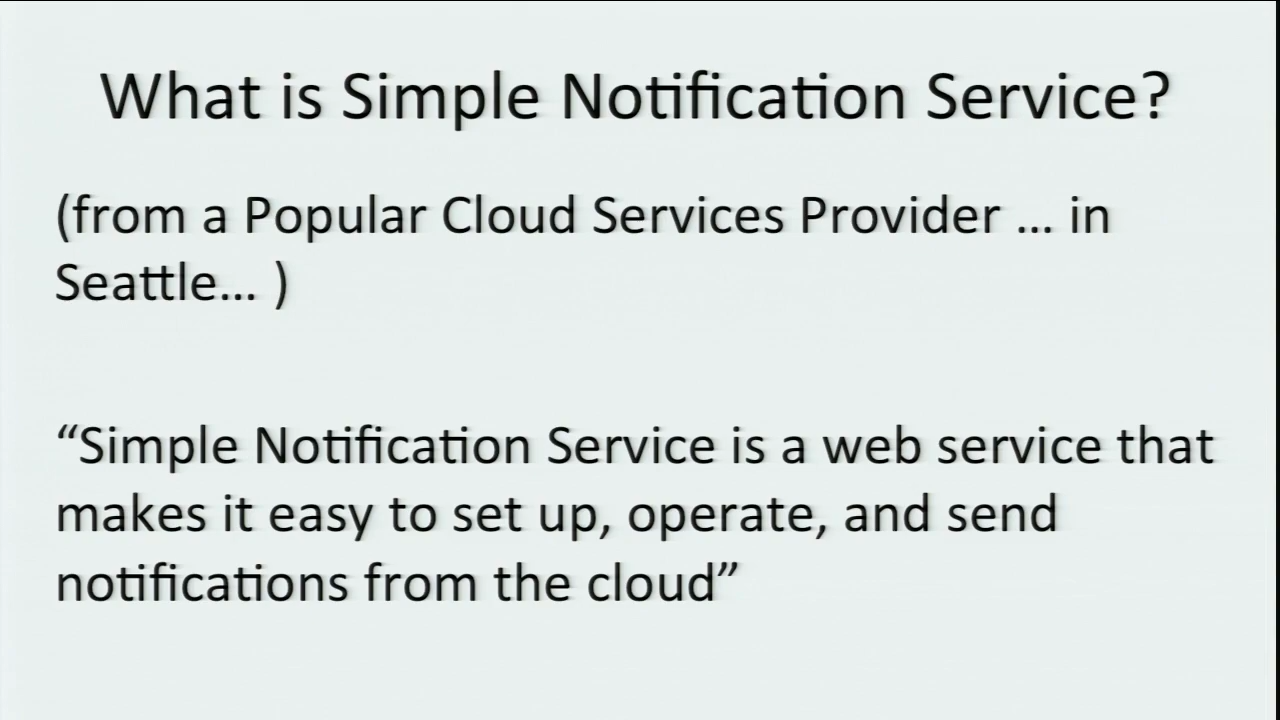 What is Simple Notification Service?
(from a Popular Cloud Services Provider ... in
Seattle... )
“Simple Notification Service is a web service that
makes it easy to set up, operate, and send
notifications from the cloud”